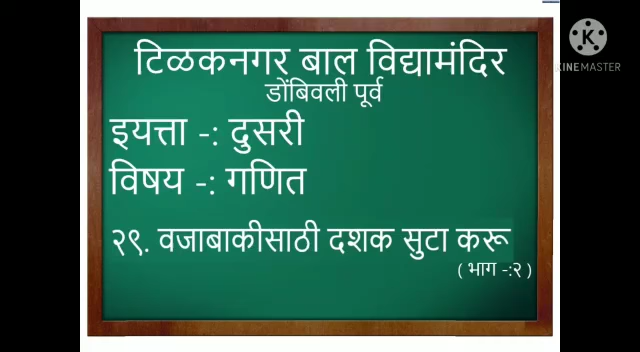 टिळकनगर बाल विद्यामंदिर
डोंबिवली पूर्व
इयत्ता -: दुसरी
विषय -: गणित
२९. वजाबाकीसाठी दशक सुटा करू
( भाग -:२ )
K
KINEMASTER